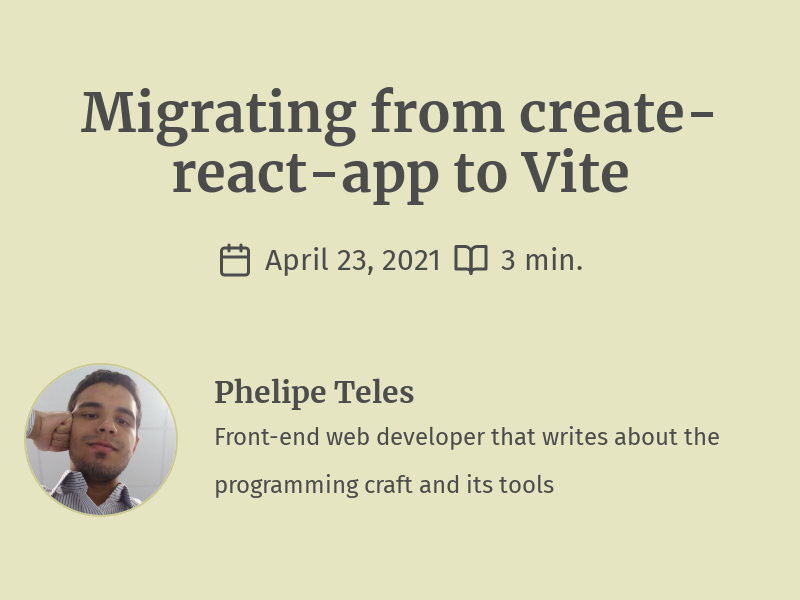 Migrating from create-
react-app to Vite
April 23, 2021 3 min.
Phelipe Teles
Front-end web developer that writes about the
programming craft and its tools